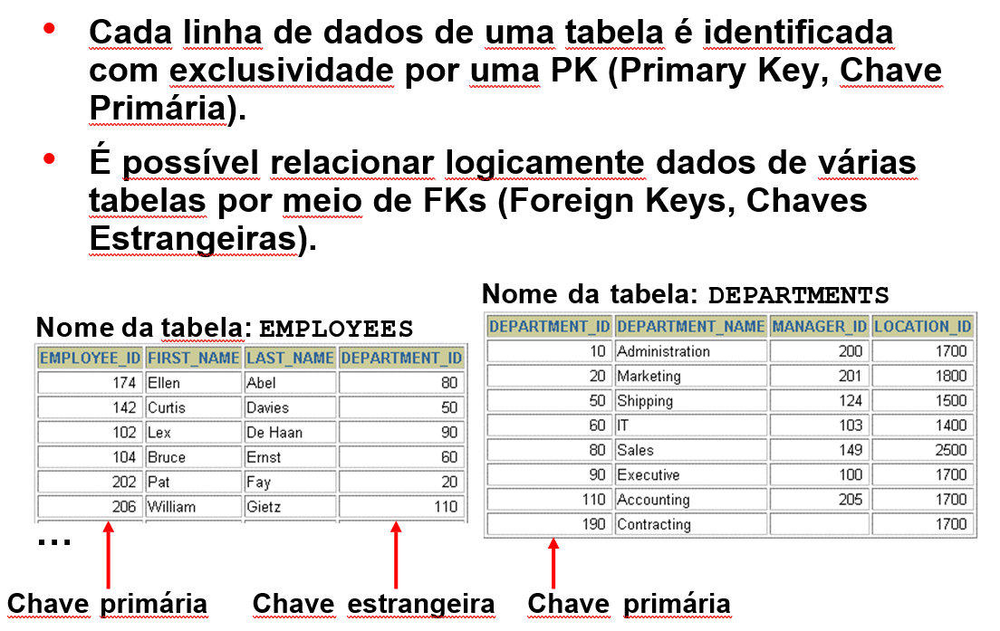 • Cada linha de dados de uma tabela é identificada
com exclusividade por uma PK (Primary Key, Chave
Primária).
• É possível relacionar logicamente dados de várias
tabelas por meio de FKs (Foreign Keys, Chaves
Estrangeiras).
Nome da tabela: EMPLOYEES
EMPLOYEE_ID FIRST_NAME LAST_NAME DEPARTMENT_ID
174 Ellen Abel 80
142 Curtis Davies 50
102 Lex De Haan 90
104 Bruce Ernst 60
202 Pat Fay 20
206 William Gietz 110
...
Nome da tabela: DEPARTMENTS
DEPARTMENT_ID DEPARTMENT_NAME MANAGER_ID LOCATION_ID
10 Administration 200 1700
20 Marketing 201 1800
50 Shipping 124 1500
60 IT 103 1400
80 Sales 149 2500
90 Executive 100 1700
110 Accounting 205 1700
190 Contracting 1700
Chave primária Chave estrangeira Chave primária